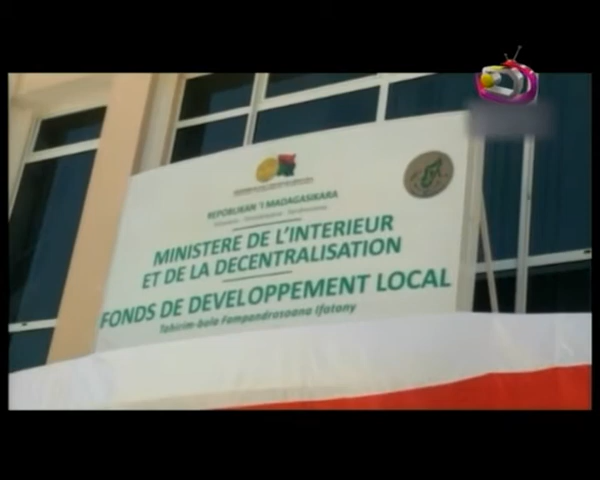 REPOBLIKAN'I MADAGASIKARA
MINISTERE DE L'INTERIEUR
ET DE LA DECENTRALISATION
FONDS DE DEVELOPPEMENT LOCAL
Tahirim-bola Fampandrosoana Ifotony